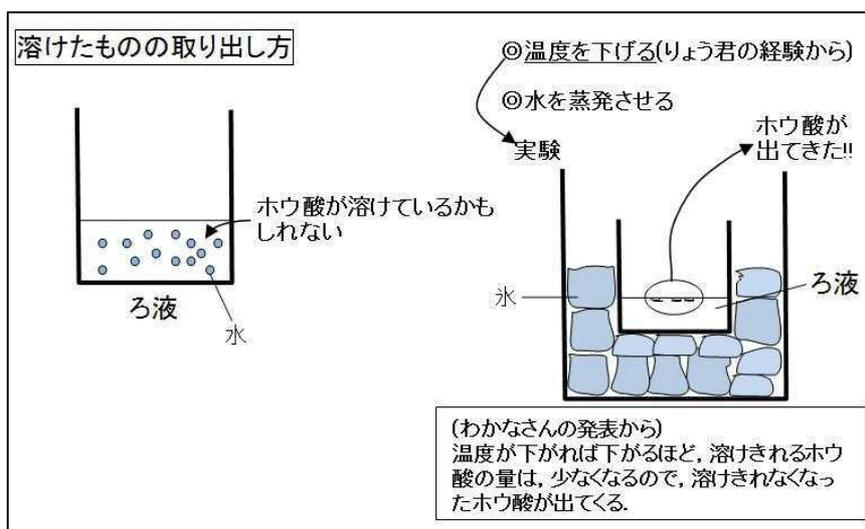 溶けたものの取り出し方
ホウ酸が溶けているかも
しれない
ろ液
水
◎温度を下げる(りょう君の経験から)
◎水を蒸発させる
実験
ホウ酸が
出てきた!!
氷
ろ液
(わかなさんの発表から)
温度が下がれば下がるほど,溶けきれるホウ
酸の量は,少なくなるので,溶けきれなくなっ
たホウ酸が出てくる.